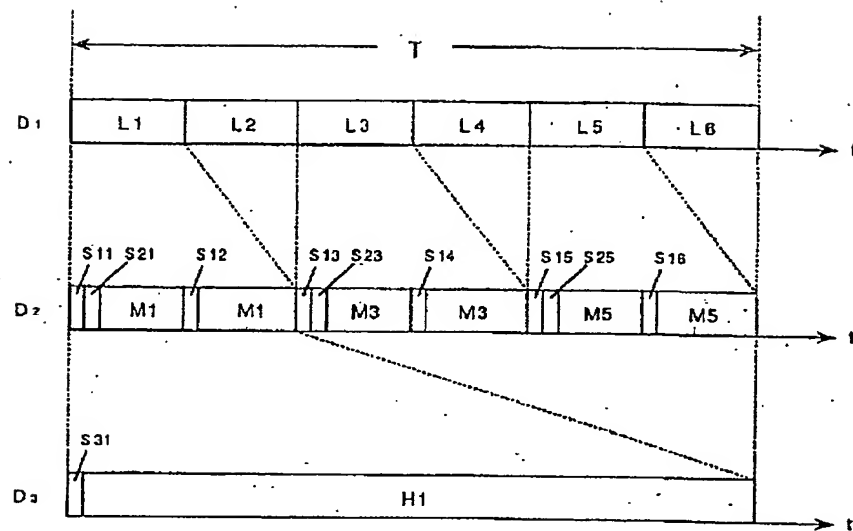 T
D1 L1 L2 L3 L4 L5 L6 t
S11 S21 S12 S13 S23 S14 S15 S25 S16
D2 M1 M1 M3 M3 M5 M5 t
S31
D3 H1 t